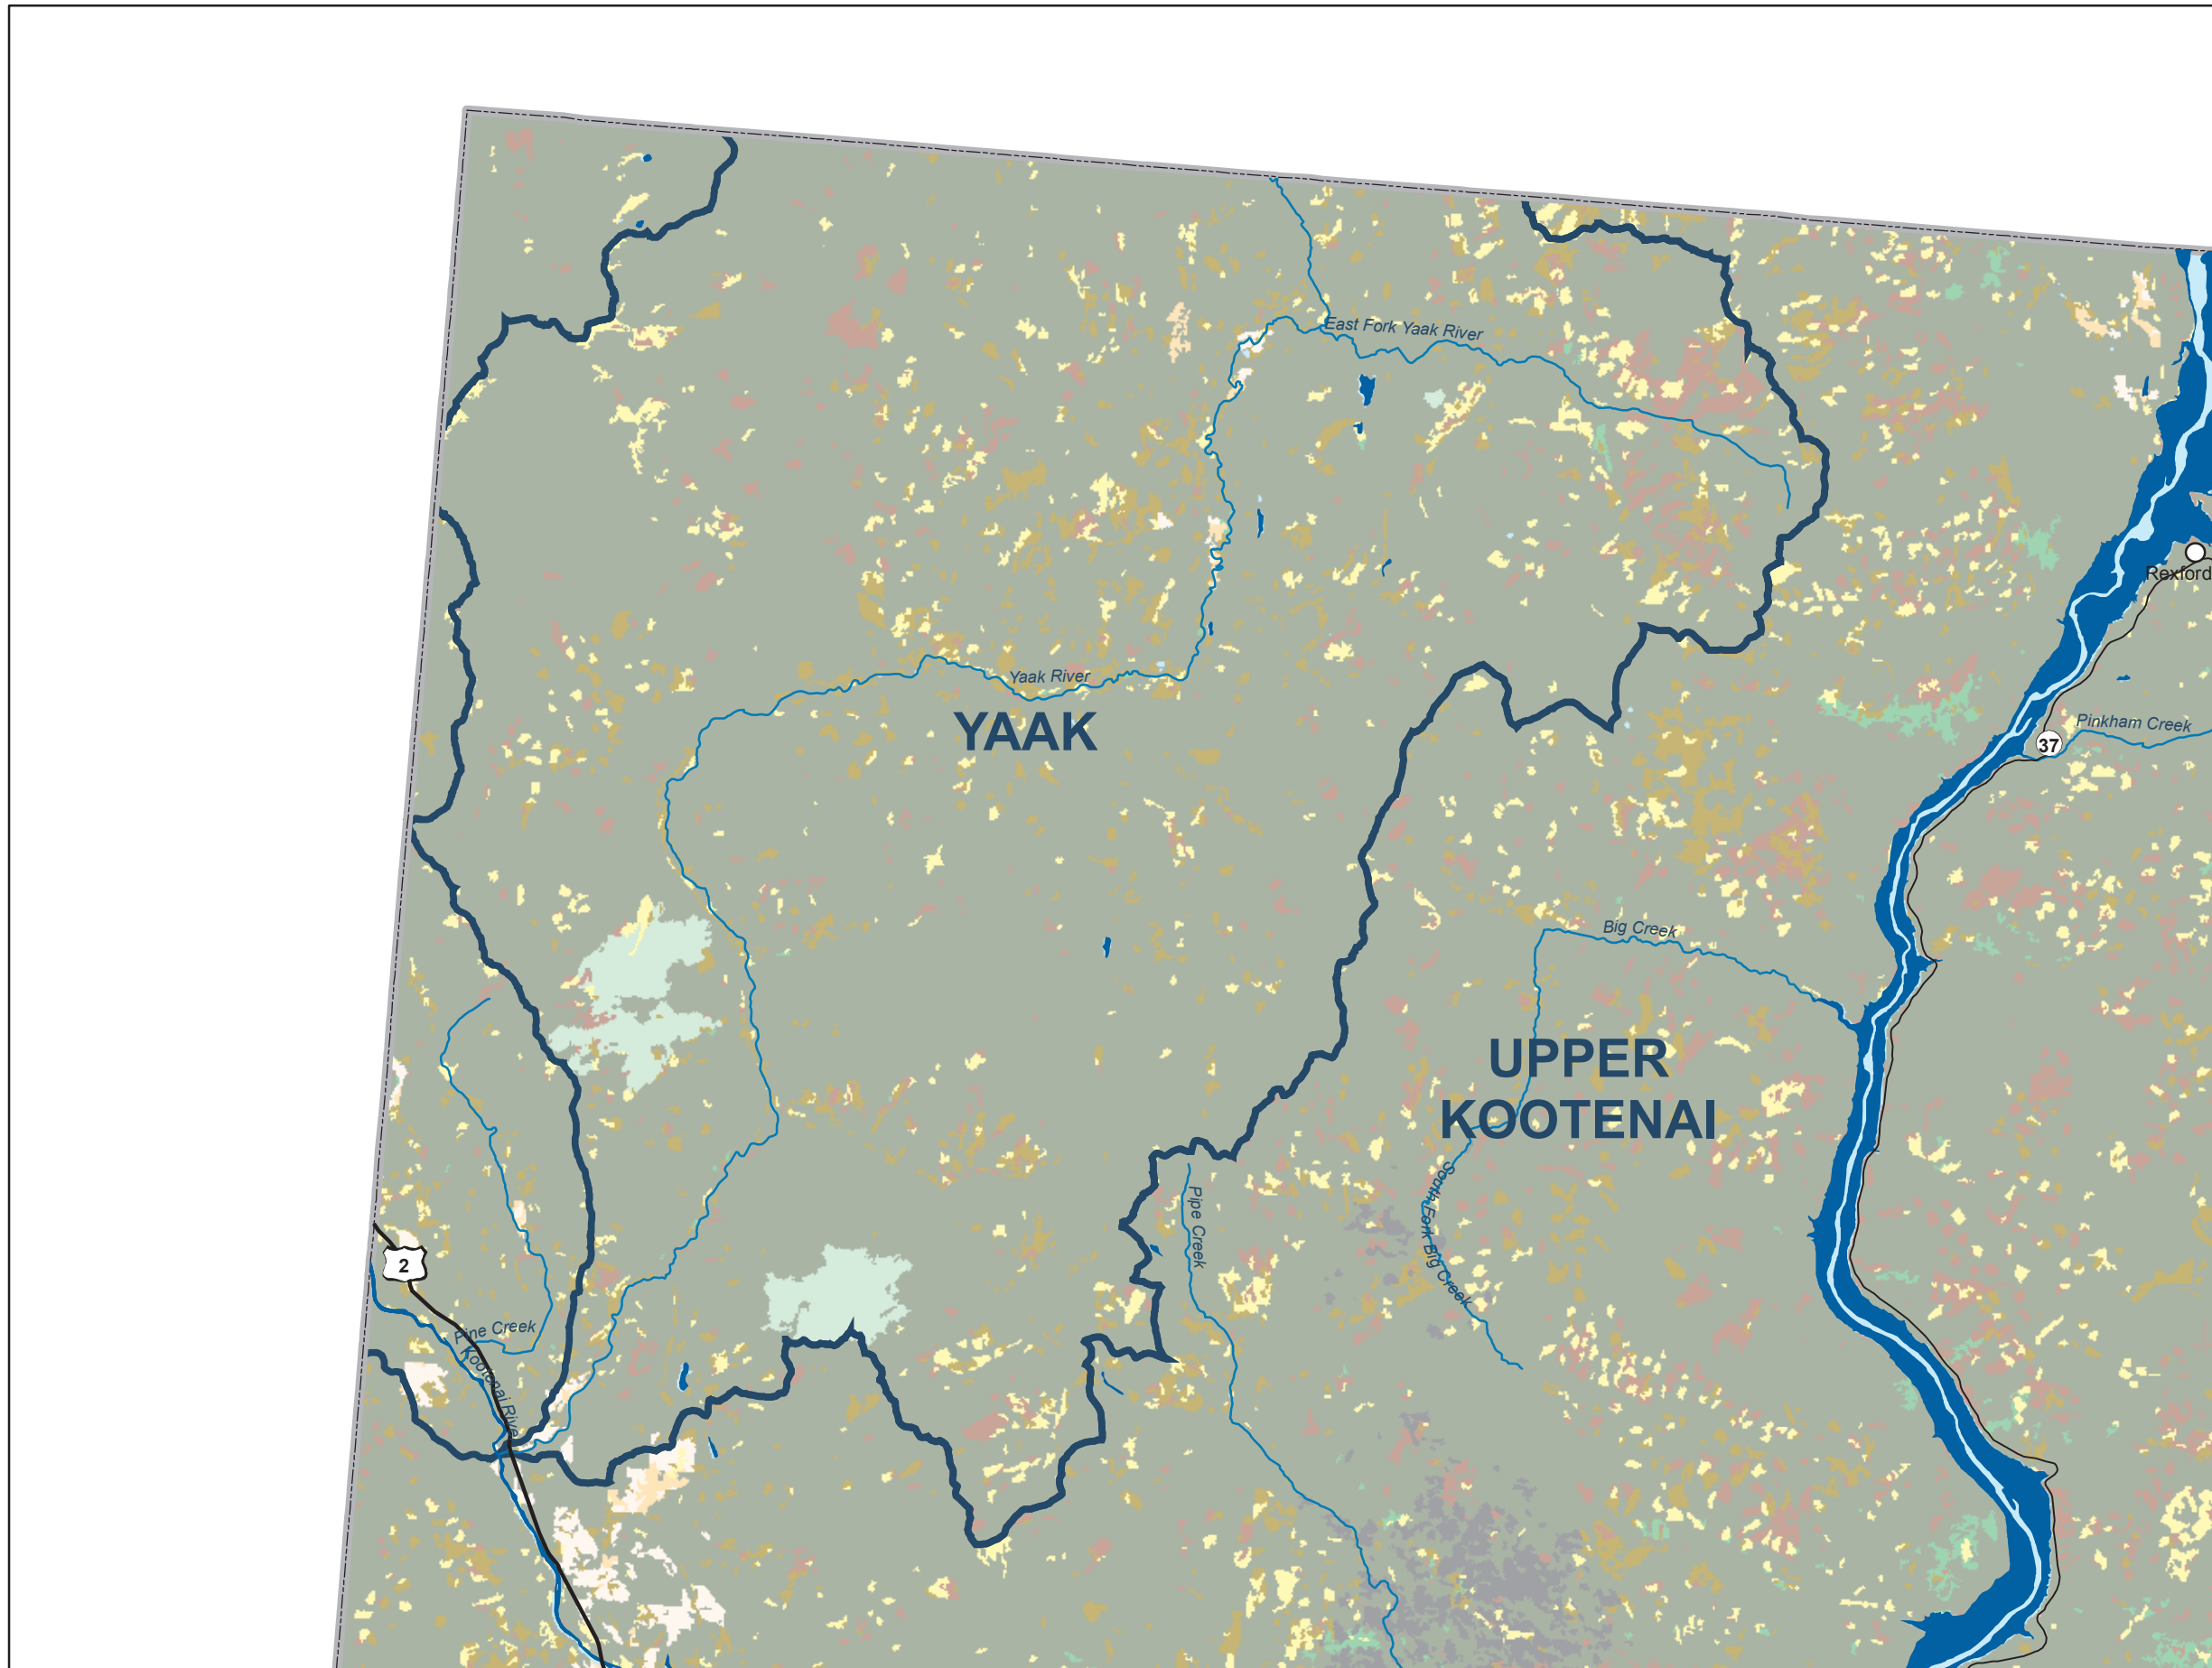 East Fork Yaak River
Rexford
Yaak River
YAAK
Pinkham Creek
37
Big Creek
UPPER
KOOTENAI
South Fork Big Creek
Pipe Creek
2
Pine Creek
Kootenai River